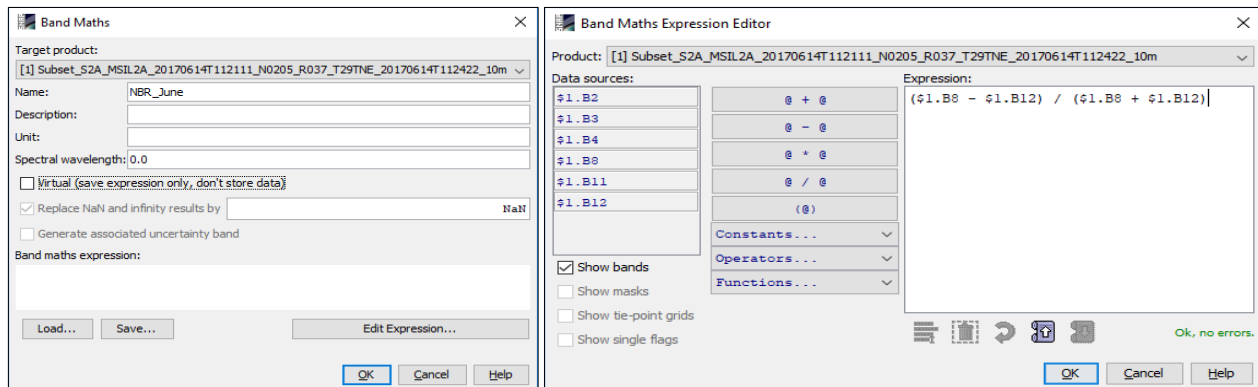 Band Maths
Target product:
[1] Subset_S2A_MSIL2A_20170614T112111_N0205_R037_T29TNE_20170614T112422_10m
Name: NBR_June
Description:
Unit:
Spectral wavelength: 0.0
Virtual (save expression only, don't store data)
Replace NaN and infinity results by NaN
Generate associated uncertainty band
Band maths expression:
Load... Save... Edit Expression...
OK Cancel Help
Band Maths Expression Editor
Product: [1] Subset_S2A_MSIL2A_20170614T112111_N0205_R037_T29TNE_20170614T112422_10m
Data sources:
$1.B2
$1.B3
$1.B4
$1.B8
$1.B11
$1.B12
Show bands
Show masks
Show tie-point grids
Show single flags
@ + @
@ - @
@ * @
@ / @
(@)
Constants...
Operators...
Functions...
Expression:
($1.B8 - $1.B12) / ($1.B8 + $1.B12)
Ok, no errors.
OK Cancel Help